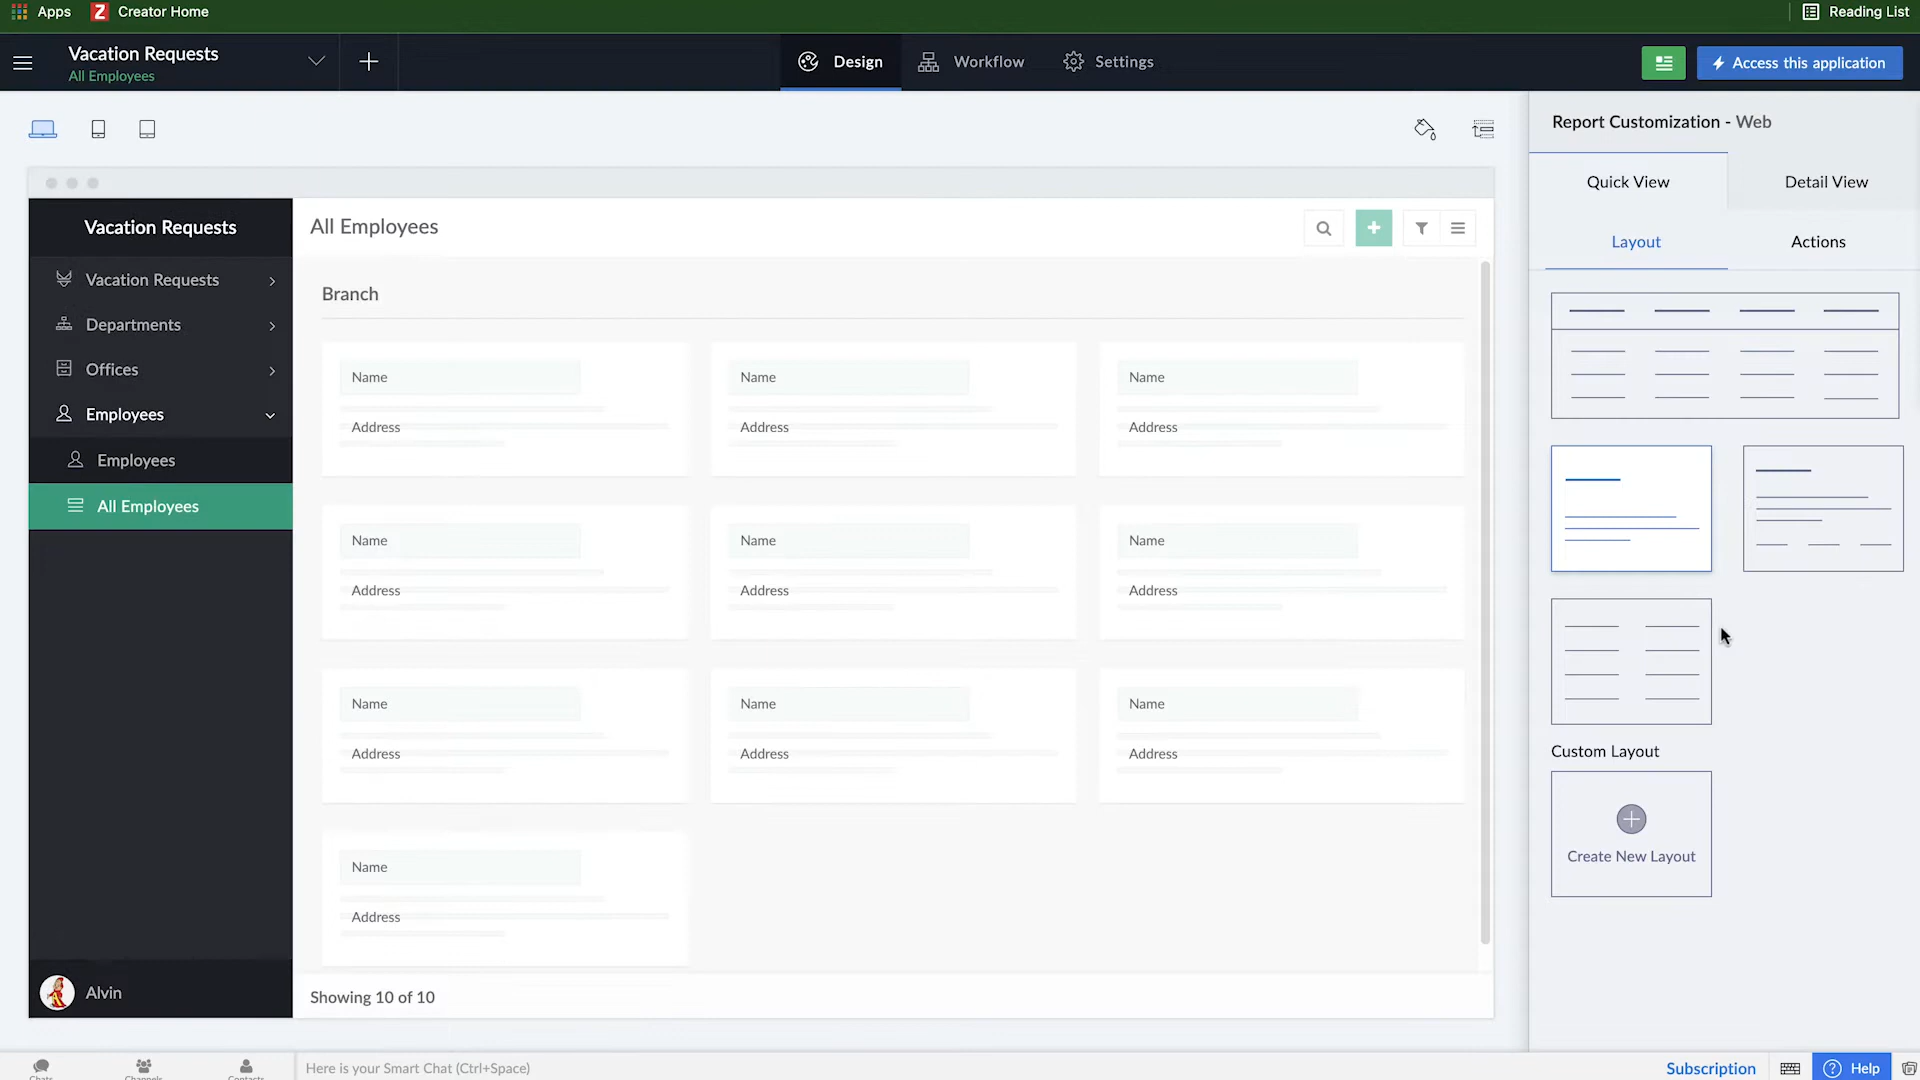 Apps
Creator Home
Reading List
Vacation Requests
All Employees
Design
Workflow
Settings
Access this application
Report Customization - Web
Quick View
Detail View
Layout
Actions
Vacation Requests
Vacation Requests
Departments
Offices
Employees
Employees
All Employees
Alvin
All Employees
Branch
Name
Address
Name
Address
Name
Address
Name
Address
Name
Address
Name
Address
Name
Address
Name
Address
Name
Address
Name
Address
Showing 10 of 10
Custom Layout
Create New Layout
Chats
Channels
Contacts
Here is your Smart Chat (Ctrl+Space)
Subscription
Help